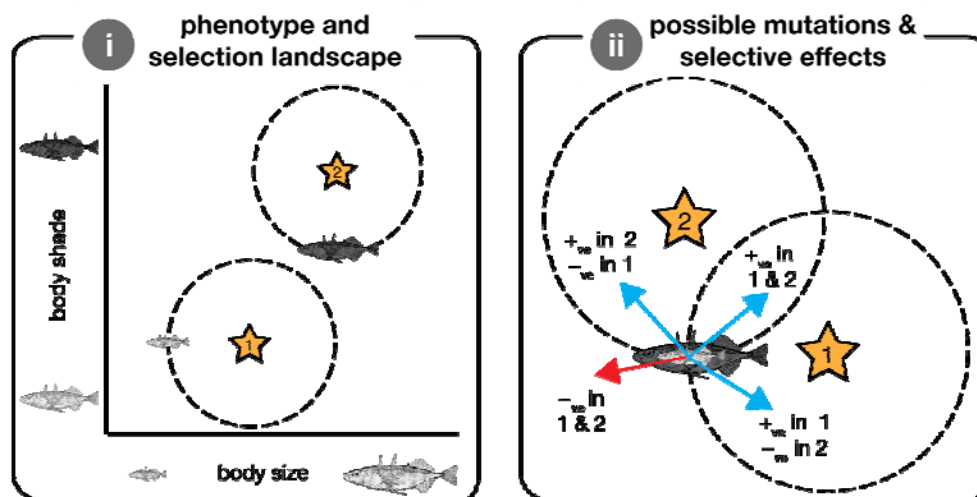 i
phenotype and
selection landscape
2
1
body shade
body size
ii
possible mutations &
selective effects
2
1
+ve in 2
−ve in 1
+ve in
1 & 2
−ve in
1 & 2
+ve in 1
−ve in 2